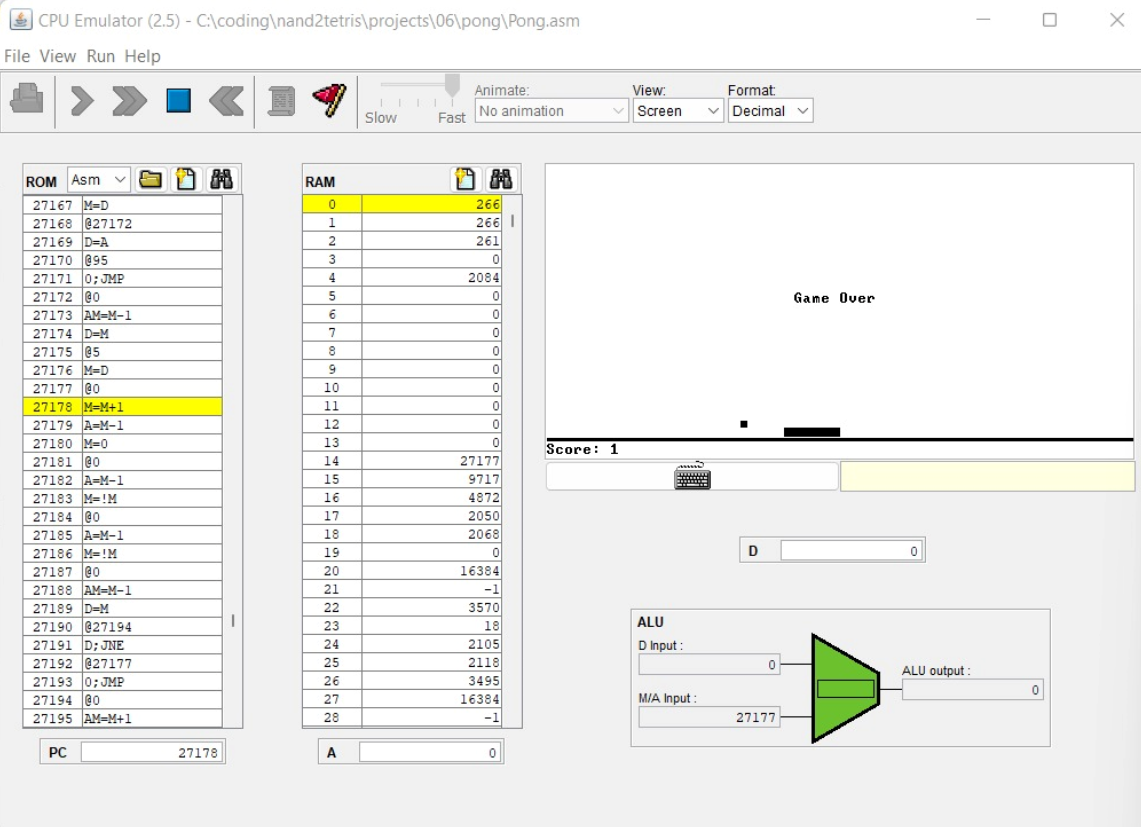 CPU Emulator (2.5) - C:\coding\nand2tetris\projects\06\pong\Pong.asm
File View Run Help
Slow Fast
Animate:
No animation
View:
Screen
Format:
Decimal
ROM Asm
27167 M=D
27168 @27172
27169 D=A
27170 @95
27171 0;JMP
27172 @0
27173 AM=M-1
27174 D=M
27175 @5
27176 M=D
27177 @0
27178 M=M+1
27179 A=M-1
27180 M=0
27181 @0
27182 A=M-1
27183 M=!M
27184 @0
27185 A=M-1
27186 M=!M
27187 @0
27188 AM=M-1
27189 D=M
27190 @27194
27191 D;JNE
27192 @27177
27193 0;JMP
27194 @0
27195 AM=M+1
PC 27178
RAM
0 266
1 266
2 261
3 0
4 2084
5 0
6 0
7 0
8 0
9 0
10 0
11 0
12 0
13 0
14 27177
15 9717
16 4872
17 2050
18 2068
19 0
20 16384
21 -1
22 3570
23 18
24 2105
25 2118
26 3495
27 16384
28 -1
A 0
Game Over
Score: 1
D 0
ALU
D Input :
0
M/A Input :
27177
ALU output :
0